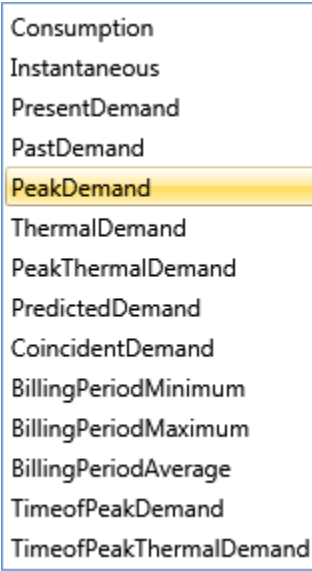 Consumption
Instantaneous
PresentDemand
PastDemand
PeakDemand
ThermalDemand
PeakThermalDemand
PredictedDemand
CoincidentDemand
BillingPeriodMinimum
BillingPeriodMaximum
BillingPeriodAverage
TimeofPeakDemand
TimeofPeakThermalDemand